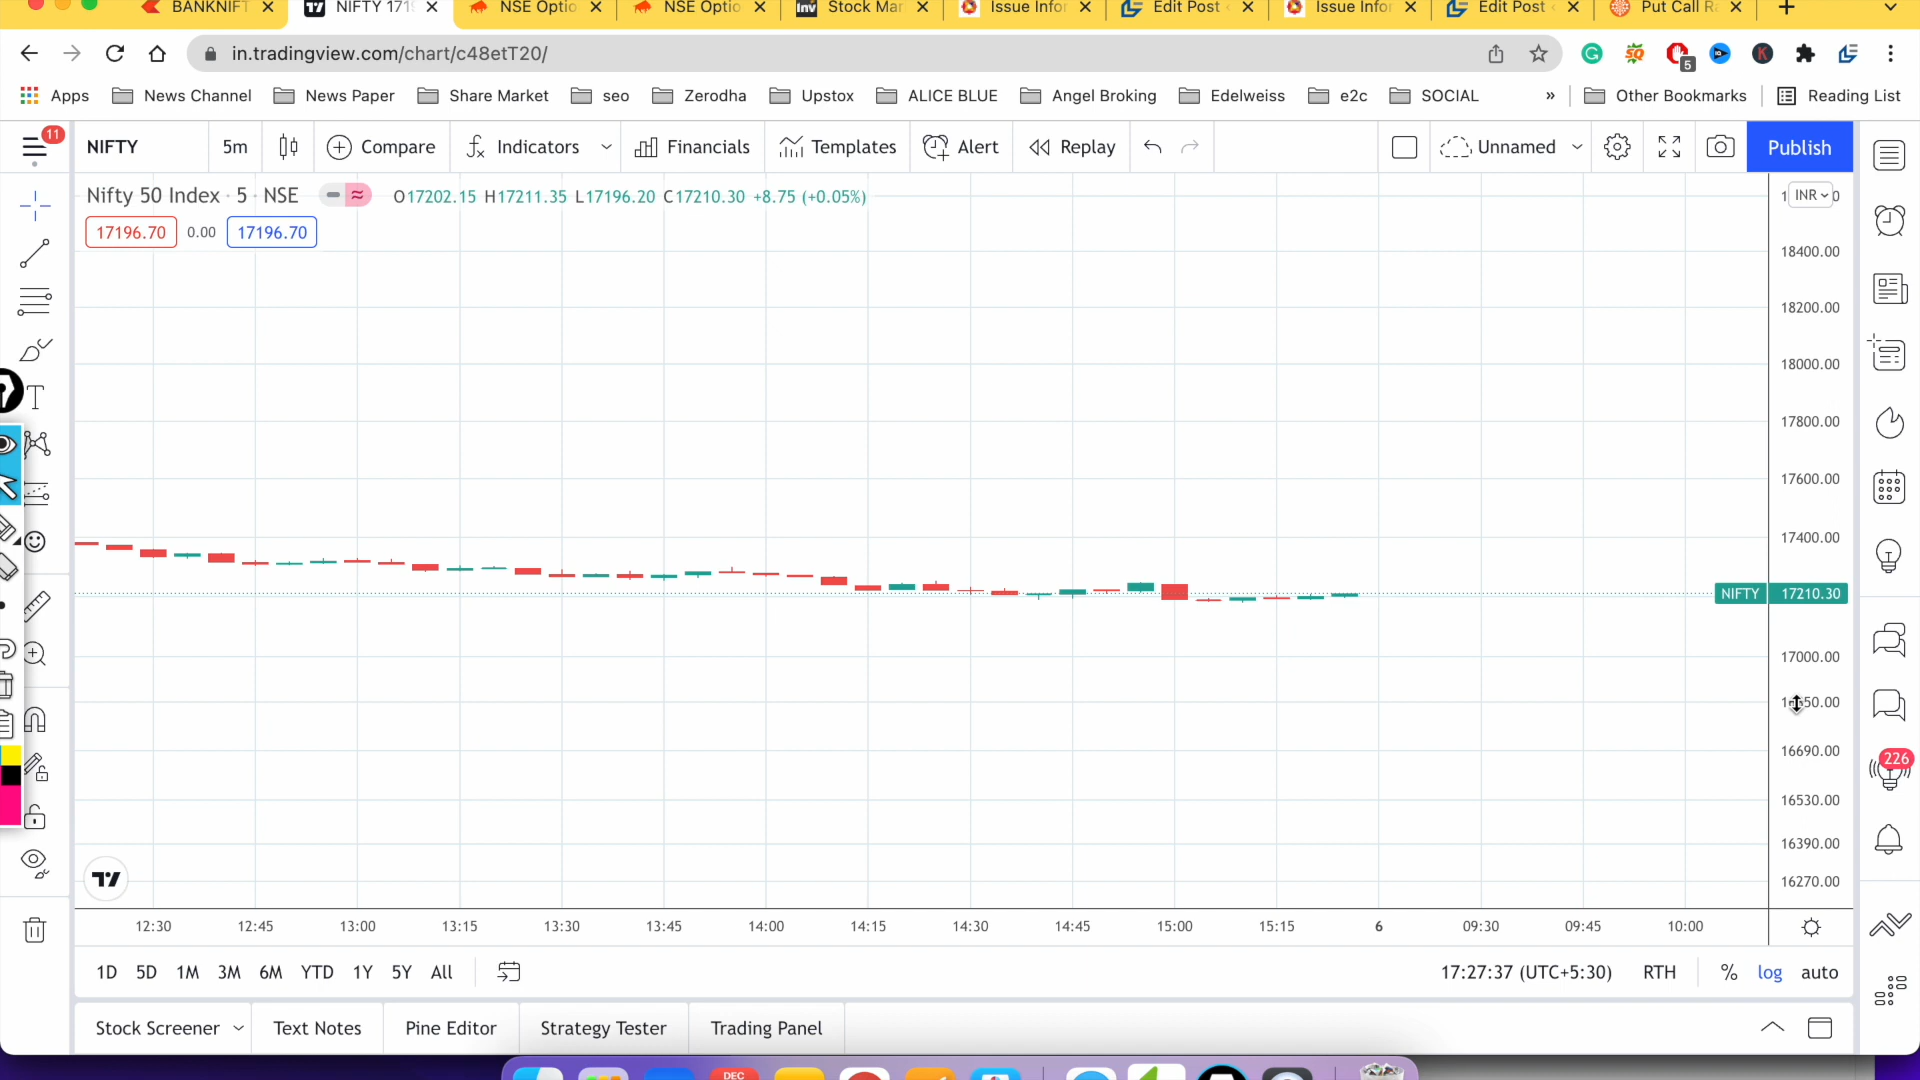 BANKNIFT
NIFTY 171
NSE Optio
NSE Optio
Stock Mar
Issue Infor
Edit Post
Issue Infor
Edit Post
Put Call Ra
in.tradingview.com/chart/c48etT20/
5
Apps News Channel News Paper Share Market seo Zerodha Upstox ALICE BLUE Angel Broking Edelweiss e2c SOCIAL » Other Bookmarks Reading List
11
NIFTY 5m Compare Indicators Financials Templates Alert Replay Unnamed Publish
Nifty 50 Index · 5 · NSE O17202.15 H17211.35 L17196.20 C17210.30 +8.75 (+0.05%)
INR
17196.70 0.00 17196.70
18400.00
18200.00
18000.00
17800.00
17600.00
17400.00
NIFTY 17210.30
17000.00
16690.00
226
16530.00
16390.00
16270.00
12:30 12:45 13:00 13:15 13:30 13:45 14:00 14:15 14:30 14:45 15:00 15:15 6 09:30 09:45 10:00
1D 5D 1M 3M 6M YTD 1Y 5Y All 17:27:37 (UTC+5:30) RTH % log auto
Stock Screener Text Notes Pine Editor Strategy Tester Trading Panel
DEC